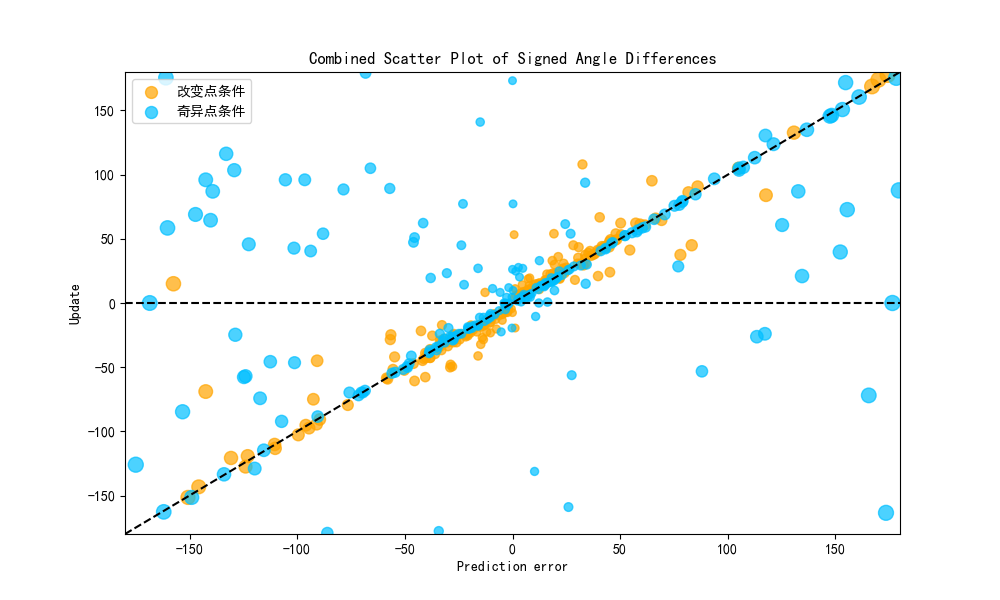 Combined Scatter Plot of Signed Angle Differences
改变点条件
奇异点条件
Update
150
100
50
0
−50
−100
−150
−150
−100
−50
0
50
100
150
Prediction error